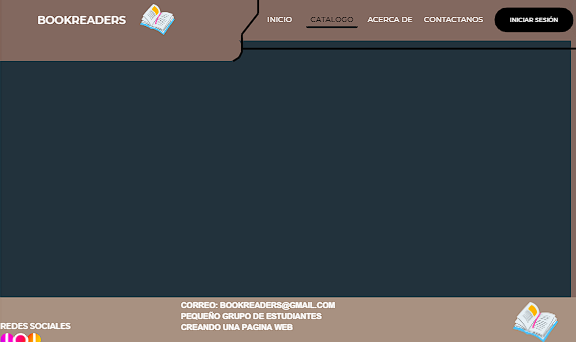 BOOKREADERS
INICIO
CATALOGO
ACERCA DE
CONTACTANOS
INICIAR SESIÓN
CORREO: BOOKREADERS@GMAIL.COM
PEQUEÑO GRUPO DE ESTUDIANTES
CREANDO UNA PAGINA WEB
REDES SOCIALES